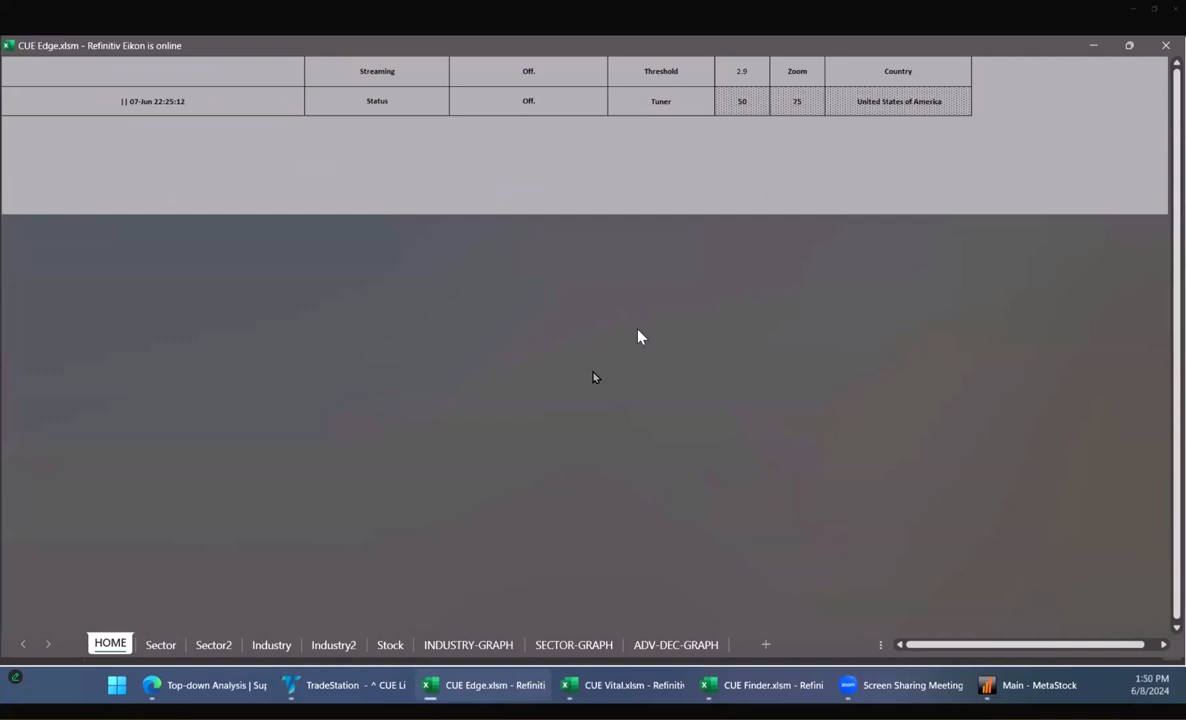 CUE Edge.xlsm - Refinitiv Eikon is online
Streaming Off. Threshold 2.9 Zoom Country
|| 07-Jun 22:25:12 Status Off. Tuner 50 75 United States of America
HOME Sector Sector2 Industry Industry2 Stock INDUSTRY-GRAPH SECTOR-GRAPH ADV-DEC-GRAPH
Top-down Analysis | Sup TradeStation - ^ CUE Li CUE Edge.xlsm - Refiniti CUE Vital.xlsm - Refinitiv CUE Finder.xlsm - Refini zoom Screen Sharing Meeting Main - MetaStock 1:50 PM
6/8/2024